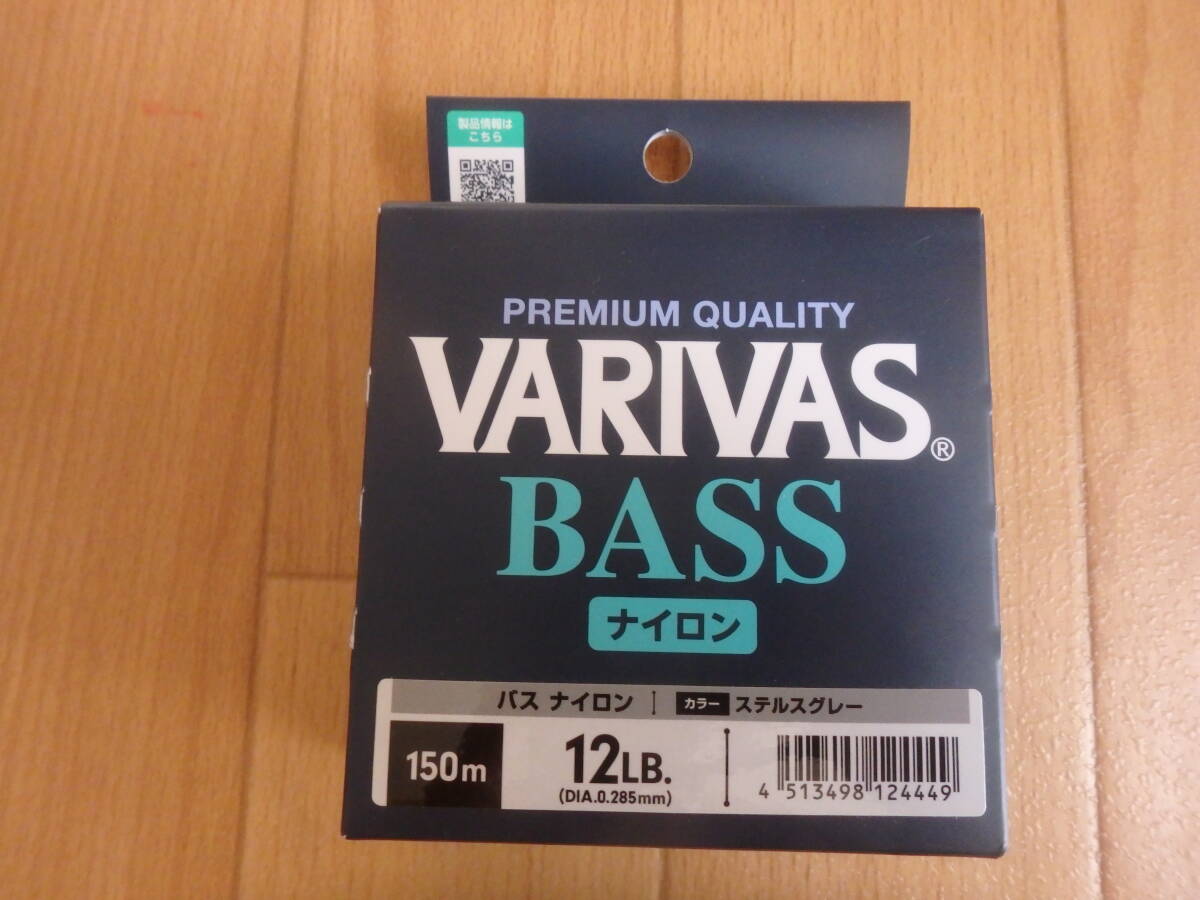 製品情報は
こちら
PREMIUM QUALITY
VARIVAS®
BASS
ナイロン
バス ナイロン カラー ステルスグレー
150m 12LB.
(DIA.0.285mm)
4 513498 124449